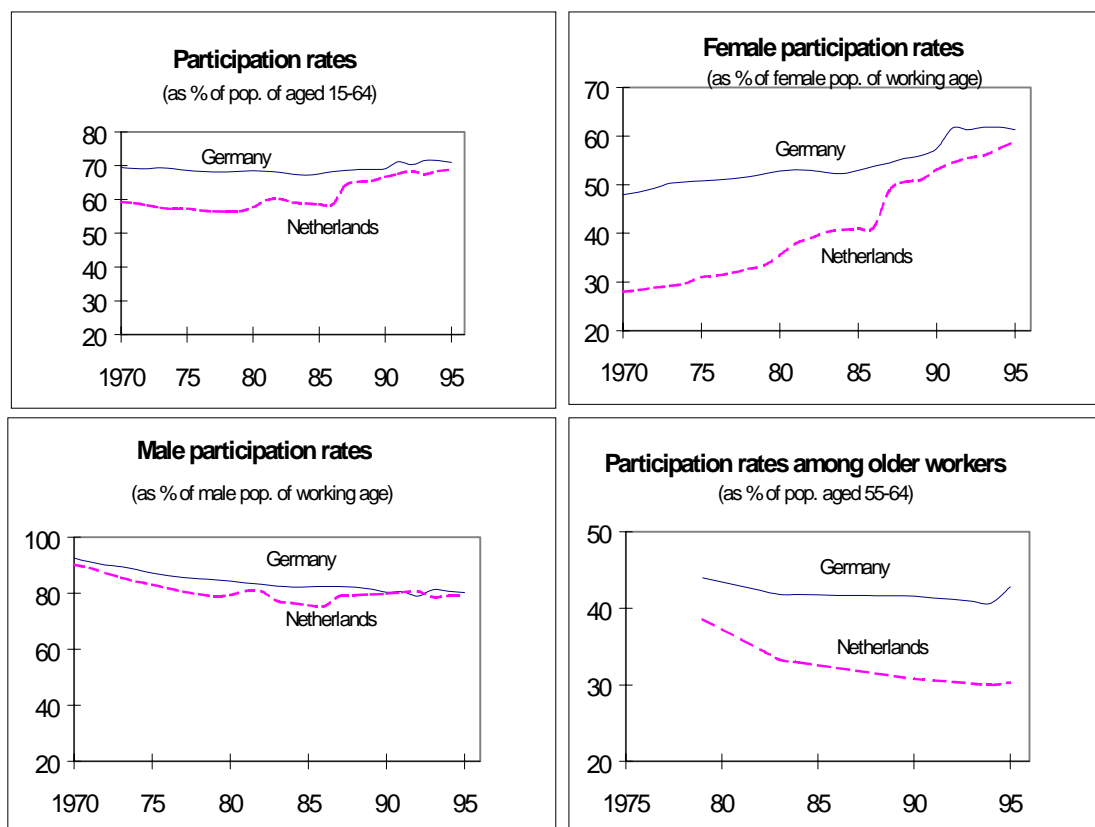 Participation rates
(as % of pop. of aged 15-64)
80
70
60
50
40
30
20
Germany
Netherlands
1970 75 80 85 90 95
Female participation rates
(as % of female pop. of working age)
70
60
50
40
30
20
Germany
Netherlands
1970 75 80 85 90 95
Male participation rates
(as % of male pop. of working age)
100
80
60
40
20
Germany
Netherlands
1970 75 80 85 90 95
Participation rates among older workers
(as % of pop. aged 55-64)
50
40
30
20
Germany
Netherlands
1975 80 85 90 95